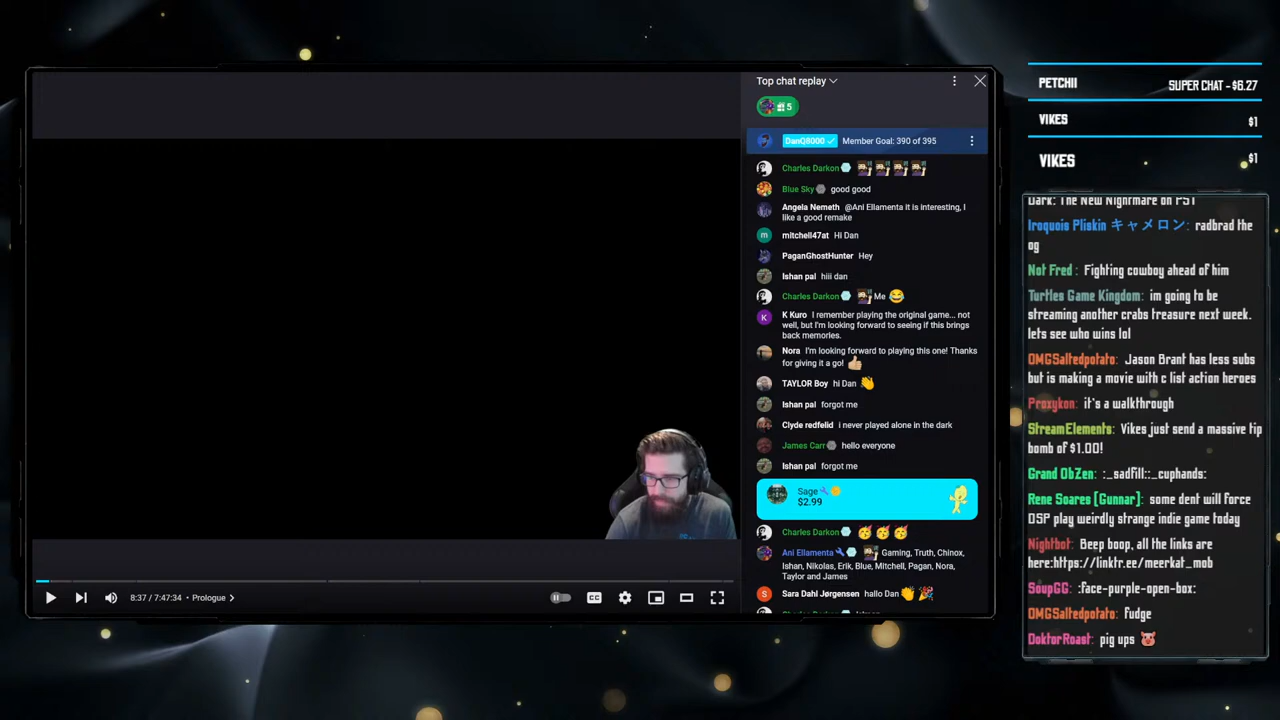 Top chat replay
5
DanQ8000 Member Goal: 390 of 395
Charles Darkon
Blue Sky good good
Angela Nemeth @Ani Ellamenta it is interesting, I
like a good remake
mitchell47at Hi Dan
PaganGhostHunter Hey
Ishan pal hiii dan
Charles Darkon Me 😂
K
K Kuro I remember playing the original game... not
well, but I'm looking forward to seeing if this brings
back memories.
Nora I'm looking forward to playing this one! Thanks
for giving it a go! 👍🏼
TAYLOR Boy hi Dan 👋
Ishan pal forgot me
Clyde redfelid i never played alone in the dark
James Carr hello everyone
Ishan pal forgot me
Sage
$2.99
Charles Darkon 🥳 🥳 🥳
Ani Ellamenta Gaming, Truth, Chinox,
Ishan, Nikolas, Erik, Blue, Mitchell, Pagan, Nora,
Taylor and James
S
Sara Dahl Jørgensen hallo Dan 👋 🎉
8:37 / 7:47:34 • Prologue
CC
PETCHII SUPER CHAT - $6.27
VIKES $1
VIKES $1
Dark: The New Nightmare on PS1
Iroquois Pliskin キャメロン: radbrad the
og
Not Fred : Fighting cowboy ahead of him
Turtles Game Kingdom: im going to be
streaming another crabs treasure next week.
lets see who wins lol
OMGSaltedpotato: Jason Brant has less subs
but is making a movie with c list action heroes
Proxykon: it's a walkthrough
StreamElements: Vikes just send a massive tip
bomb of $1.00!
Grand ObZen: :_sadfill::_cuphands:
Rene Soares [Gunnar]: some dent will force
DSP play weirdly strange indie game today
Nightbot: Beep boop, all the links are
here:https://linktr.ee/meerkat_mob
SoupGG: :face-purple-open-box:
OMGSaltedpotato: fudge
DoktorRoast: pig ups 🐷